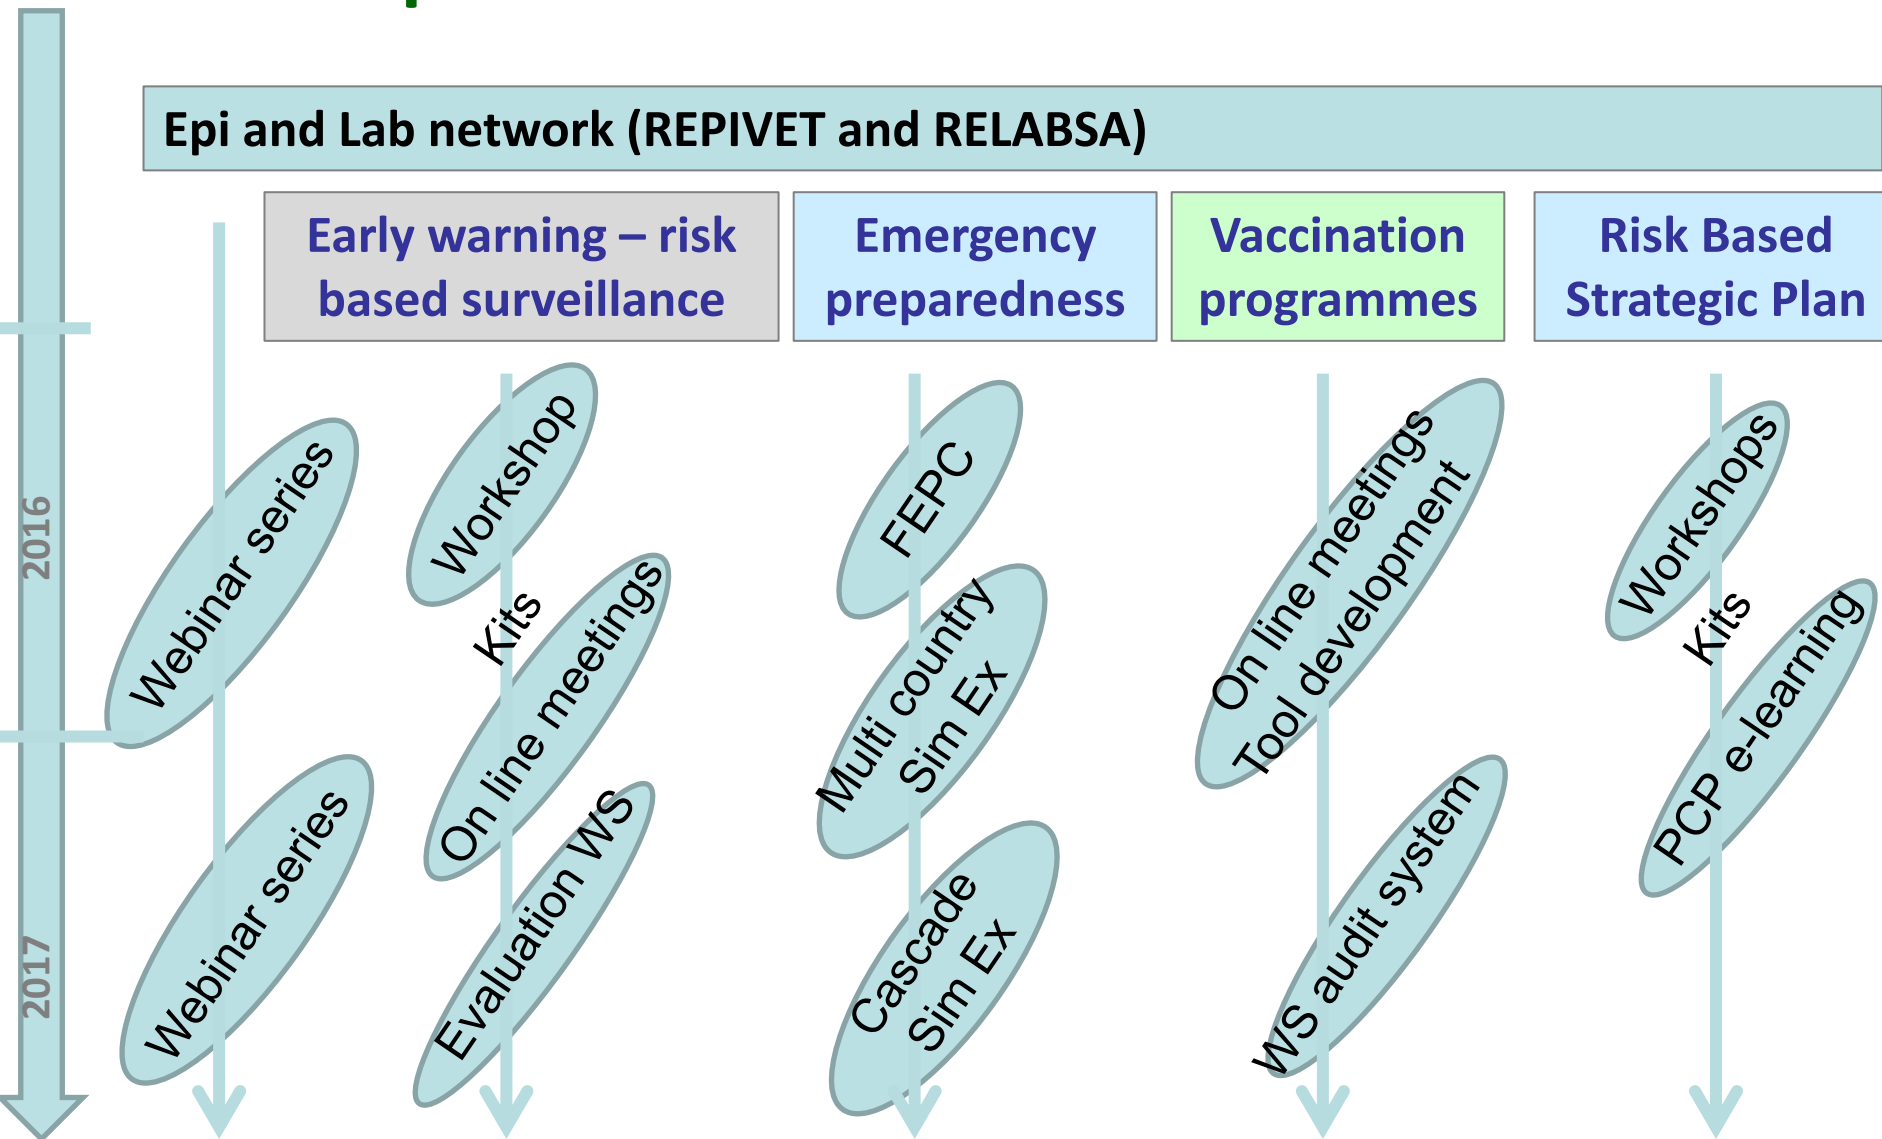 Epi and Lab network (REPIVET and RELABSA)
Early warning – risk
based surveillance
Emergency
preparedness
Vaccination
programmes
Risk Based
Strategic Plan
2016
Webinar series
Workshop
Kits
On line meetings
FEPC
Multi country
Sim Ex
On line meetings
Tool development
Workshops
Kits
PCP e-learning
2017
Webinar series
Evaluation WS
Cascade
Sim Ex
WS audit system